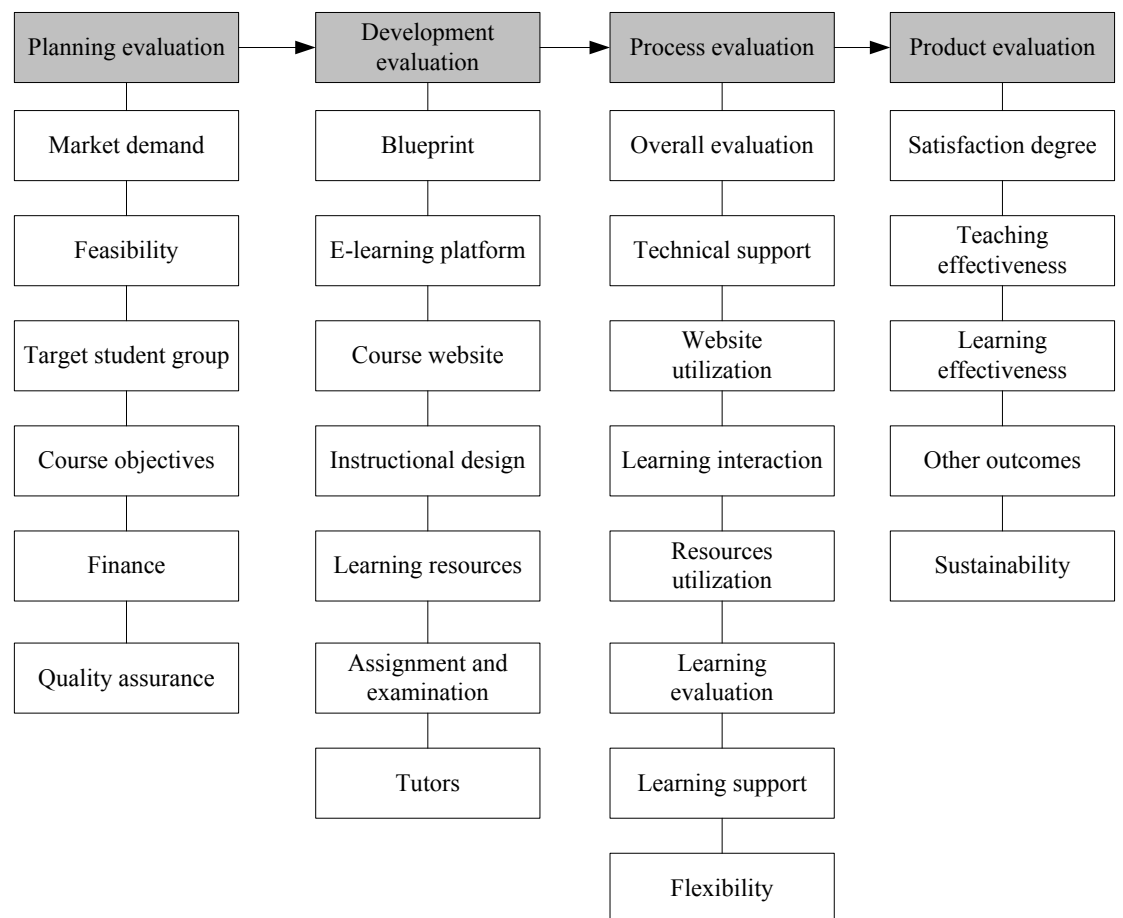 Planning evaluation
Development
evaluation
Process evaluation
Product evaluation
Market demand
Feasibility
Target student group
Course objectives
Finance
Quality assurance
Blueprint
E-learning platform
Course website
Instructional design
Learning resources
Assignment and
examination
Tutors
Overall evaluation
Technical support
Website
utilization
Learning interaction
Resources
utilization
Learning
evaluation
Learning support
Flexibility
Satisfaction degree
Teaching
effectiveness
Learning
effectiveness
Other outcomes
Sustainability